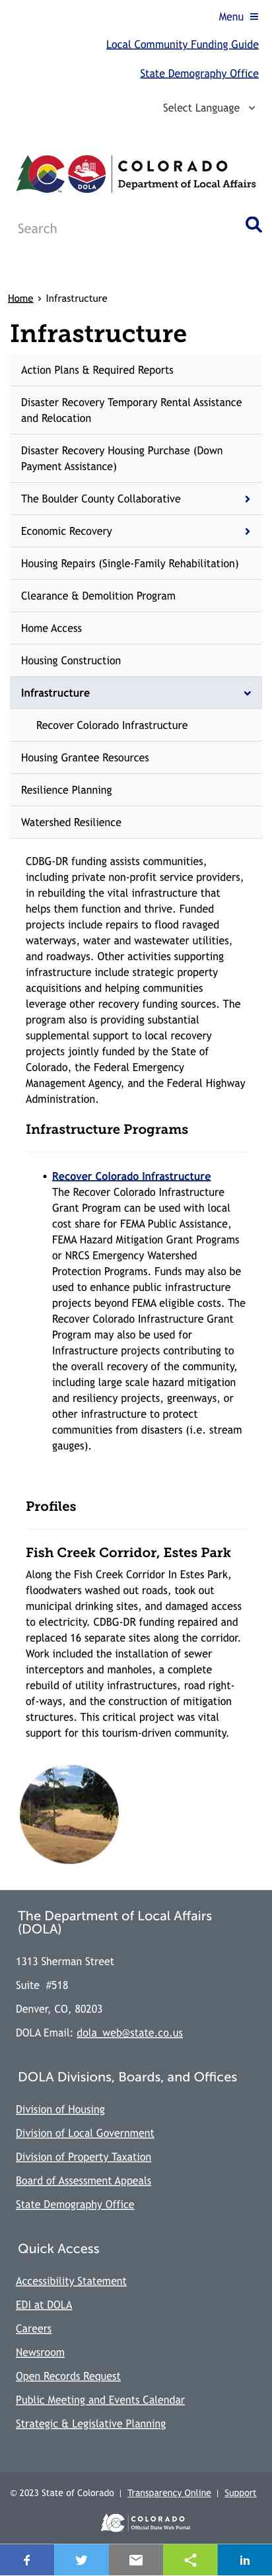 Menu
Local Community Funding Guide
State Demography Office
Select Language
DOLA
COLORADO
Department of Local Affairs
Search
Home › Infrastructure
Infrastructure
Action Plans & Required Reports
Disaster Recovery Temporary Rental Assistance
and Relocation
Disaster Recovery Housing Purchase (Down
Payment Assistance)
The Boulder County Collaborative
Economic Recovery
Housing Repairs (Single-Family Rehabilitation)
Clearance & Demolition Program
Home Access
Housing Construction
Infrastructure
Recover Colorado Infrastructure
Housing Grantee Resources
Resilience Planning
Watershed Resilience
CDBG-DR funding assists communities,
including private non-profit service providers,
in rebuilding the vital infrastructure that
helps them function and thrive. Funded
projects include repairs to flood ravaged
waterways, water and wastewater utilities,
and roadways. Other activities supporting
infrastructure include strategic property
acquisitions and helping communities
leverage other recovery funding sources. The
program also is providing substantial
supplemental support to local recovery
projects jointly funded by the State of
Colorado, the Federal Emergency
Management Agency, and the Federal Highway
Administration.
Infrastructure Programs
• Recover Colorado Infrastructure
The Recover Colorado Infrastructure
Grant Program can be used with local
cost share for FEMA Public Assistance,
FEMA Hazard Mitigation Grant Programs
or NRCS Emergency Watershed
Protection Programs. Funds may also be
used to enhance public infrastructure
projects beyond FEMA eligible costs. The
Recover Colorado Infrastructure Grant
Program may also be used for
Infrastructure projects contributing to
the overall recovery of the community,
including large scale hazard mitigation
and resiliency projects, greenways, or
other infrastructure to protect
communities from disasters (i.e. stream
gauges).
Profiles
Fish Creek Corridor, Estes Park
Along the Fish Creek Corridor In Estes Park,
floodwaters washed out roads, took out
municipal drinking sites, and damaged access
to electricity. CDBG-DR funding repaired and
replaced 16 separate sites along the corridor.
Work included the installation of sewer
interceptors and manholes, a complete
rebuild of utility infrastructures, road right-
of-ways, and the construction of mitigation
structures. This critical project was vital
support for this tourism-driven community.
The Department of Local Affairs
(DOLA)
1313 Sherman Street
Suite #518
Denver, CO, 80203
DOLA Email: dola_web@state.co.us
DOLA Divisions, Boards, and Offices
Division of Housing
Division of Local Government
Division of Property Taxation
Board of Assessment Appeals
State Demography Office
Quick Access
Accessibility Statement
EDI at DOLA
Careers
Newsroom
Open Records Request
Public Meeting and Events Calendar
Strategic & Legislative Planning
© 2023 State of Colorado | Transparency Online | Support
COLORADO
Official State Web Portal